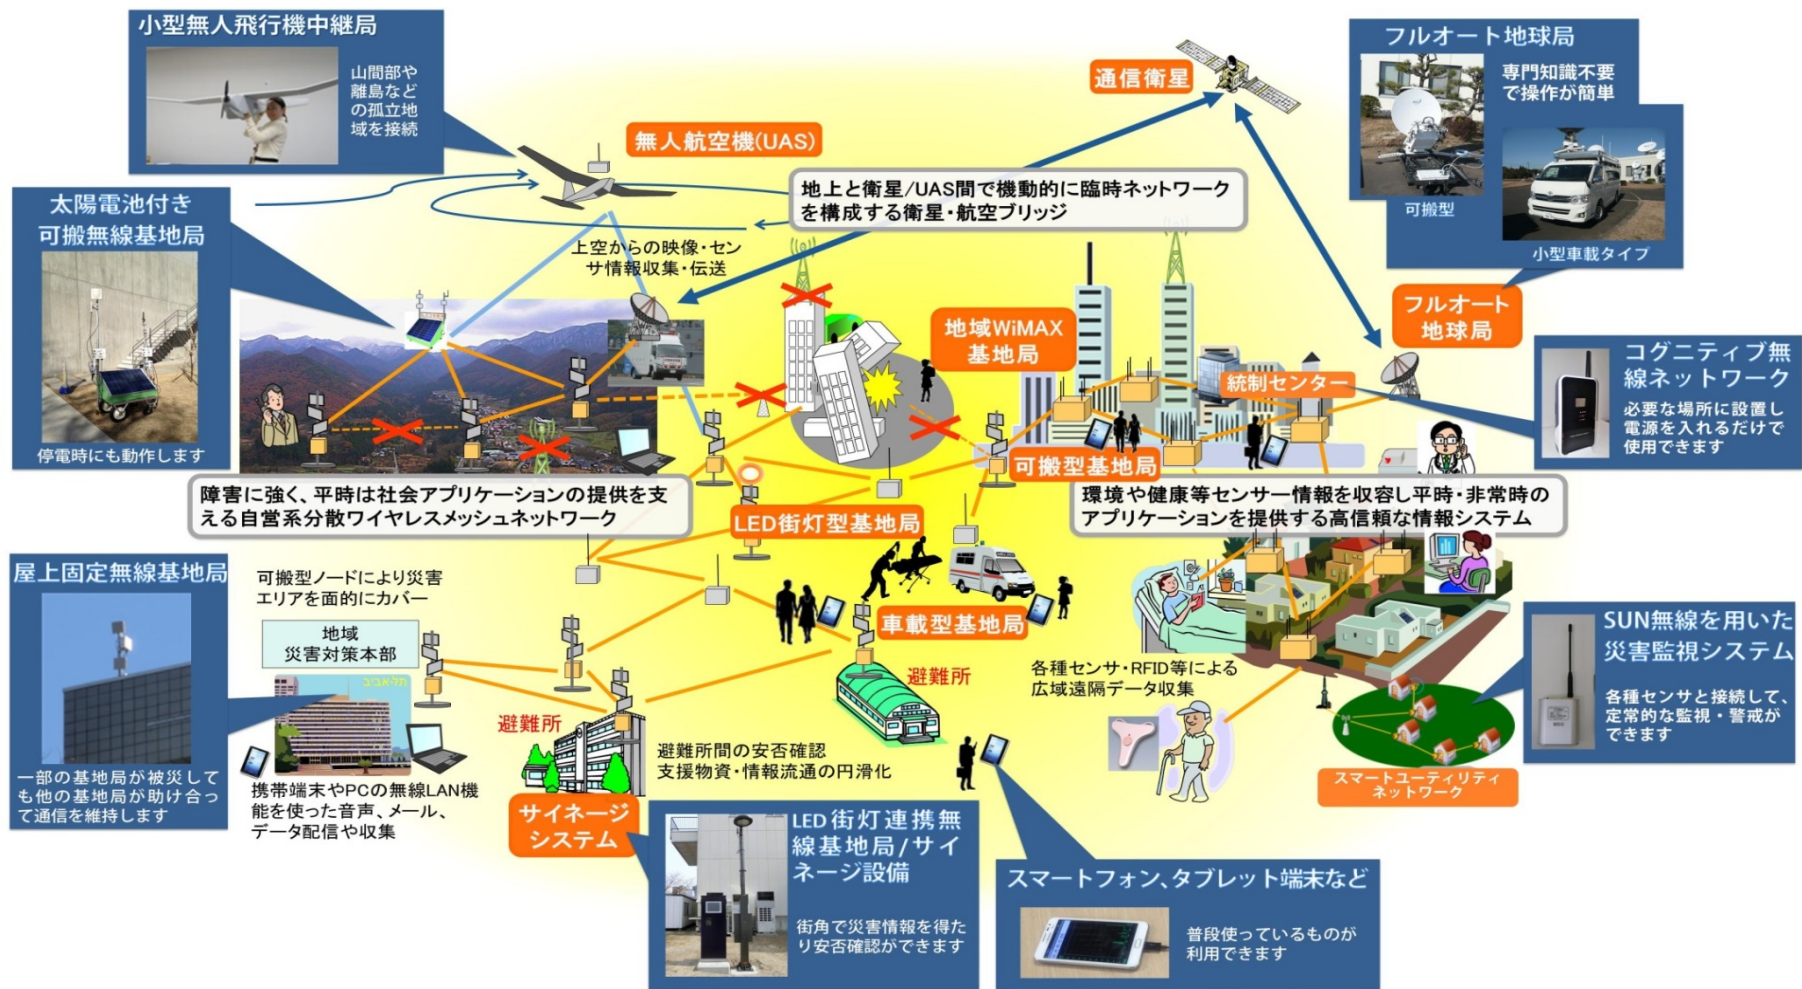 小型無人飛行機中継局
山間部や
離島など
の孤立地
域を接続
無人航空機(UAS)
通信衛星
フルオート地球局
専門知識不要
で操作が簡単
可搬型
小型車載タイプ
太陽電池付き
可搬無線基地局
停電時にも動作します
地上と衛星/UAS間で機動的に臨時ネットワーク
を構成する衛星・航空ブリッジ
上空からの映像・セン
サ情報収集・伝送
フルオート
地球局
地域WiMAX
基地局
統制センター
コグニティブ無
線ネットワーク
必要な場所に設置し
電源を入れるだけで
使用できます
可搬型基地局
障害に強く、平時は社会アプリケーションの提供を支
える自営系分散ワイヤレスメッシュネットワーク
LED街灯型基地局
環境や健康等センサー情報を収容し平時・非常時の
アプリケーションを提供する高信頼な情報システム
屋上固定無線基地局
一部の基地局が被災して
も他の基地局が助け合っ
て通信を維持します
可搬型ノードにより災害
エリアを面的にカバー
地域
災害対策本部
תל-אביב
携帯端末やPCの無線LAN機
能を使った音声、メール、
データ配信や収集
車載型基地局
避難所
避難所
避難所間の安否確認
支援物資・情報流通の円滑化
各種センサ・RFID等による
広域遠隔データ収集
SUN無線を用いた
災害監視システム
各種センサと接続して、
定常的な監視・警戒が
できます
スマートユーティリティ
ネットワーク
サイネージ
システム
LED街灯連携無
線基地局/サイ
ネージ設備
街角で災害情報を得た
り安否確認ができます
スマートフォン、タブレット端末など
普段使っているものが
利用できます